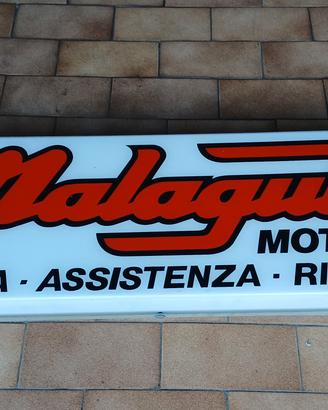 Malagu
MOT
A · ASSISTENZA · RI